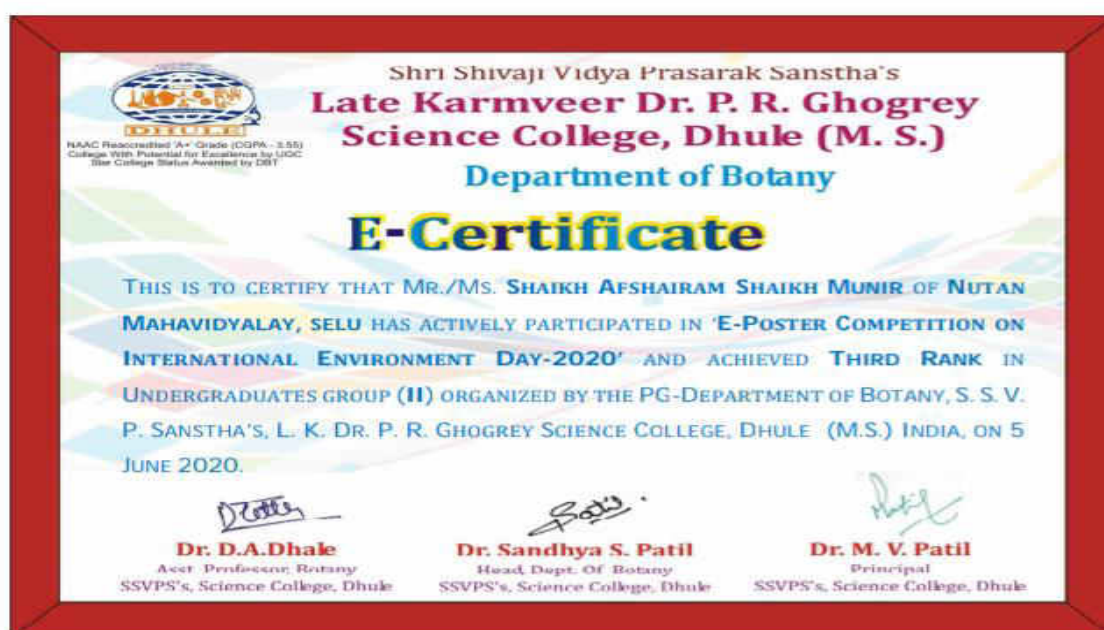 Shri Shivaji Vidya Prasarak Sanstha's
Late Karmveer Dr. P. R. Ghogrey
Science College, Dhule (M. S.)
DHULE
NAAC Reaccredited 'A+' Grade (CGPA - 3.55)
College With Potential for Excellence by UGC
Star College Status Awarded by DBT
Department of Botany
E-Certificate
THIS IS TO CERTIFY THAT MR./MS. SHAIKH AFSHAIRAM SHAIKH MUNIR OF NUTAN
MAHAVIDYALAY, SELU HAS ACTIVELY PARTICIPATED IN 'E-POSTER COMPETITION ON
INTERNATIONAL ENVIRONMENT DAY-2020' AND ACHIEVED THIRD RANK IN
UNDERGRADUATES GROUP (II) ORGANIZED BY THE PG-DEPARTMENT OF BOTANY, S. S. V.
P. SANSTHA'S, L. K. DR. P. R. GHOGREY SCIENCE COLLEGE, DHULE (M.S.) INDIA, ON 5
JUNE 2020.
Dr. D.A.Dhale
Asst. Professor, Botany
SSVPS's, Science College, Dhule
Dr. Sandhya S. Patil
Head, Dept. Of Botany
SSVPS's, Science College, Dhule
Dr. M. V. Patil
Principal
SSVPS's, Science College, Dhule